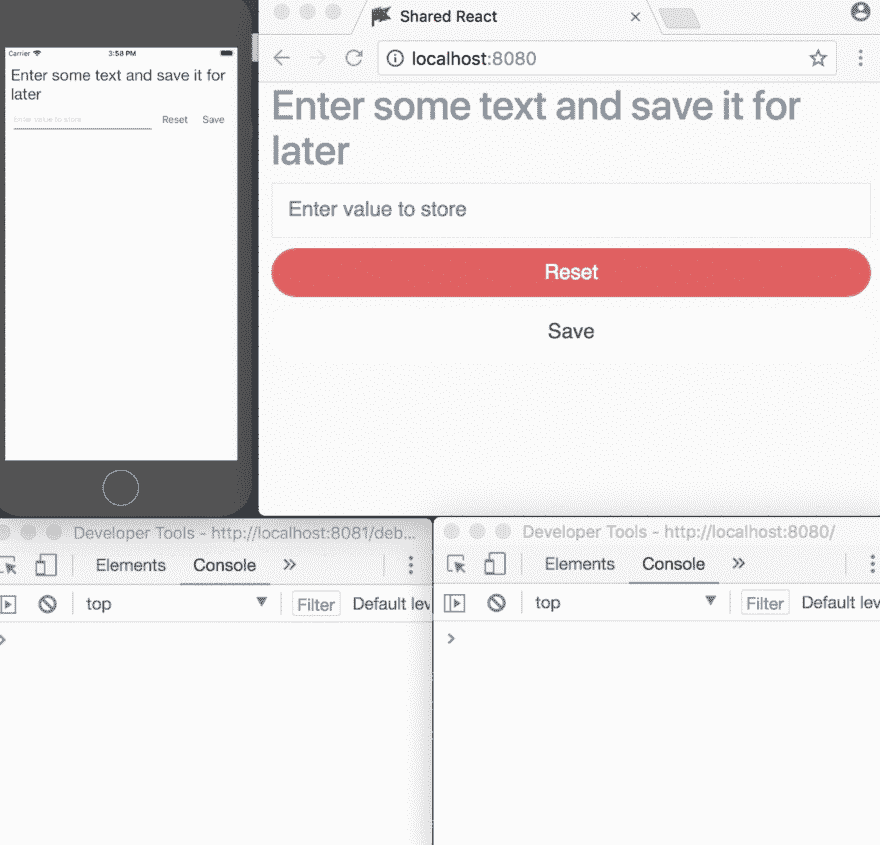 Carrier
3:58 PM
Enter some text and save it for
later
Enter value to store
Reset
Save
Shared React
localhost:8080
Enter some text and save it for
later
Enter value to store
Reset
Save
Developer Tools - http://localhost:8081/deb...
Elements
Console
top
Filter
Default lev
Developer Tools - http://localhost:8080/
Elements
Console
top
Filter
Default lev